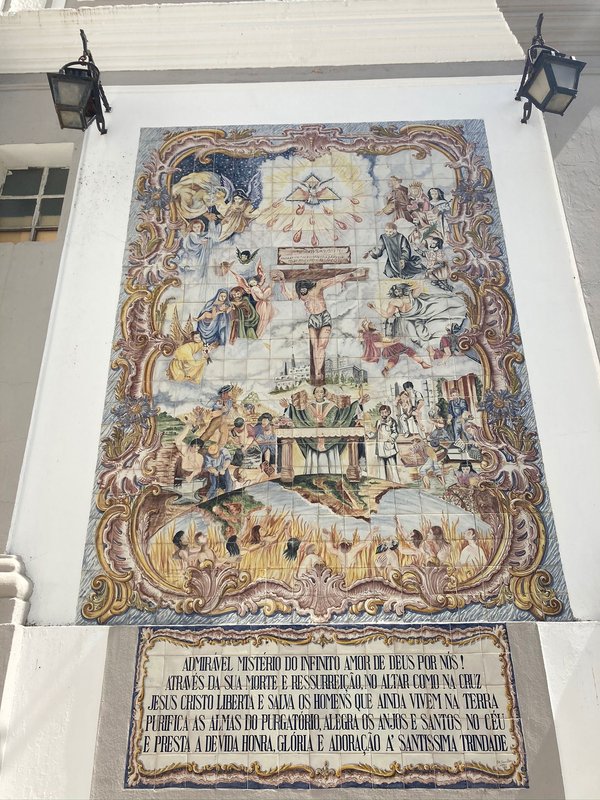 ADMIRÁVEL MISTÉRIO DO INFINITO AMOR DE DEUS POR NÓS!
ATRAVÉS DA SUA MORTE E RESSURREIÇÃO, NO ALTAR COMO NA CRUZ
JESUS CRISTO LIBERTA E SALVA OS HOMENS QUE AINDA VIVEM NA TERRA
PURIFICA AS ALMAS DO PURGATÓRIO, ALEGRA OS ANJOS E SANTOS NO CÉU
E PRESTA A DEVIDA HONRA, GLÓRIA E ADORAÇÃO A' SANTISSIMA TRINDADE